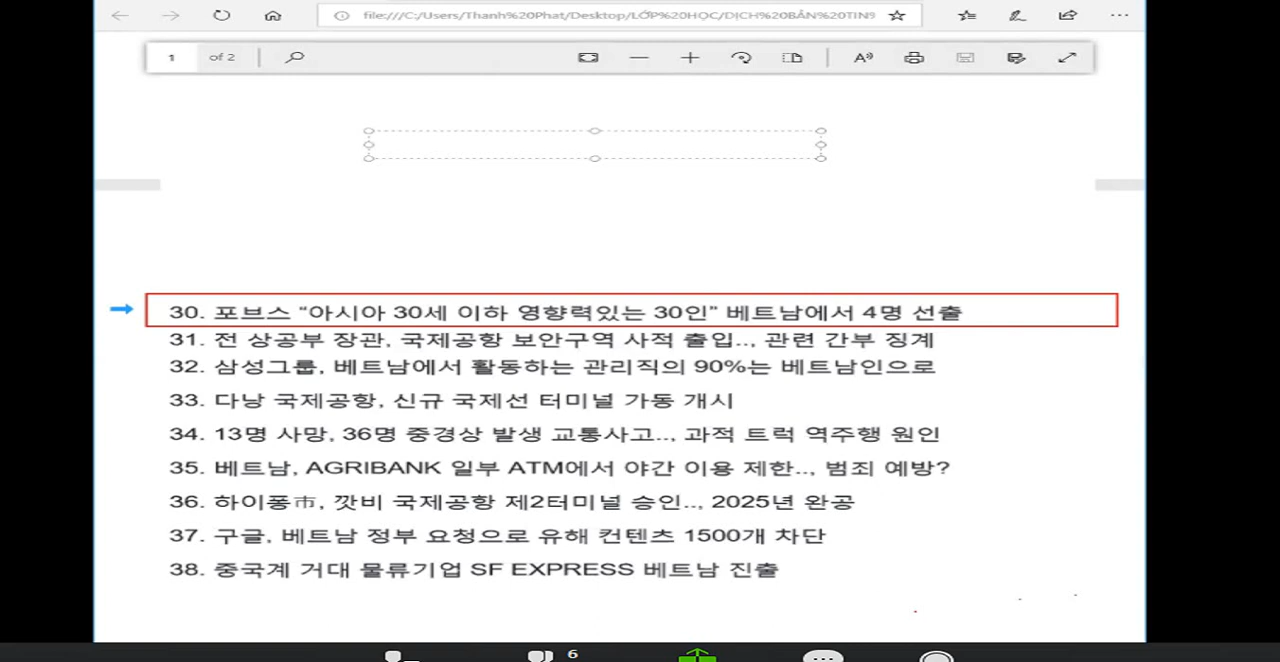 file:///C:/Users/Thanh%20Phat/Desktop/LỚP%20HỌC/DỊCH%20BẢN%20TIN%
1 of 2
30. 포브스 “아시아 30세 이하 영향력있는 30인” 베트남에서 4명 선출
31. 전 상공부 장관, 국제공항 보안구역 사적 출입.., 관련 간부 징계
32. 삼성그룹, 베트남에서 활동하는 관리직의 90%는 베트남인으로
33. 다낭 국제공항, 신규 국제선 터미널 가동 개시
34. 13명 사망, 36명 중경상 발생 교통사고.., 과적 트럭 역주행 원인
35. 베트남, AGRIBANK 일부 ATM에서 야간 이용 제한.., 범죄 예방?
36. 하이퐁市, 깟비 국제공항 제2터미널 승인.., 2025년 완공
37. 구글, 베트남 정부 요청으로 유해 컨텐츠 1500개 차단
38. 중국계 거대 물류기업 SF EXPRESS 베트남 진출
6